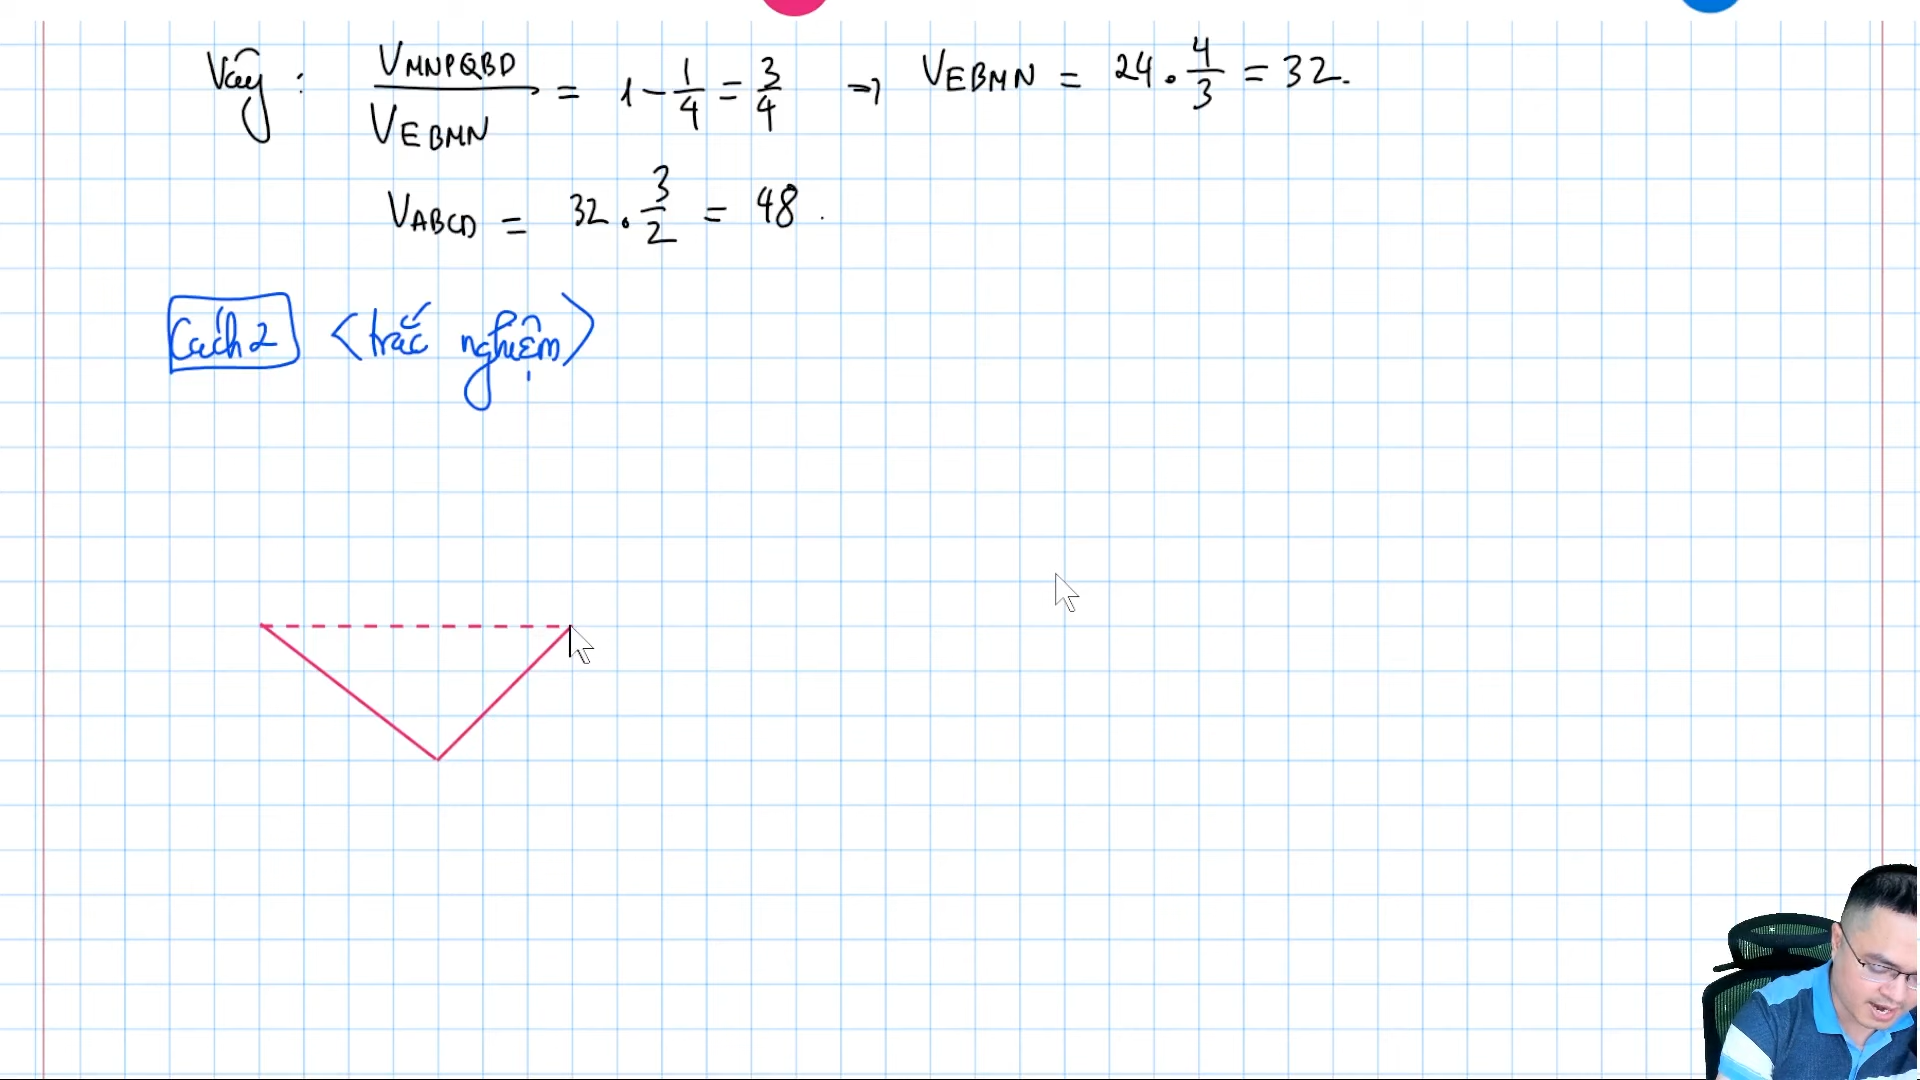 Vậy : V_MNPQBD / V_EBMN = 1 - 1/4 = 3/4 → V_EBMN = 24 . 4/3 = 32.
V_ABCD = 32 . 3/2 = 48 .
Cách 2 <trắc nghiệm>